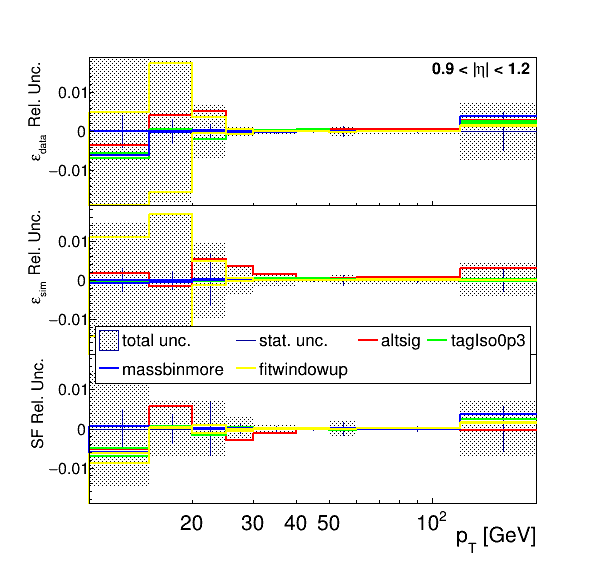 0.9 < |η| < 1.2
ε_data Rel. Unc.
0.01
0
−0.01
ε_sim Rel. Unc.
0.01
0
−0.01
total unc. stat. unc. altsig tagIso0p3
massbinmore fitwindowup
SF Rel. Unc.
0.01
0
−0.01
20 30 40 50 10²
p_T [GeV]